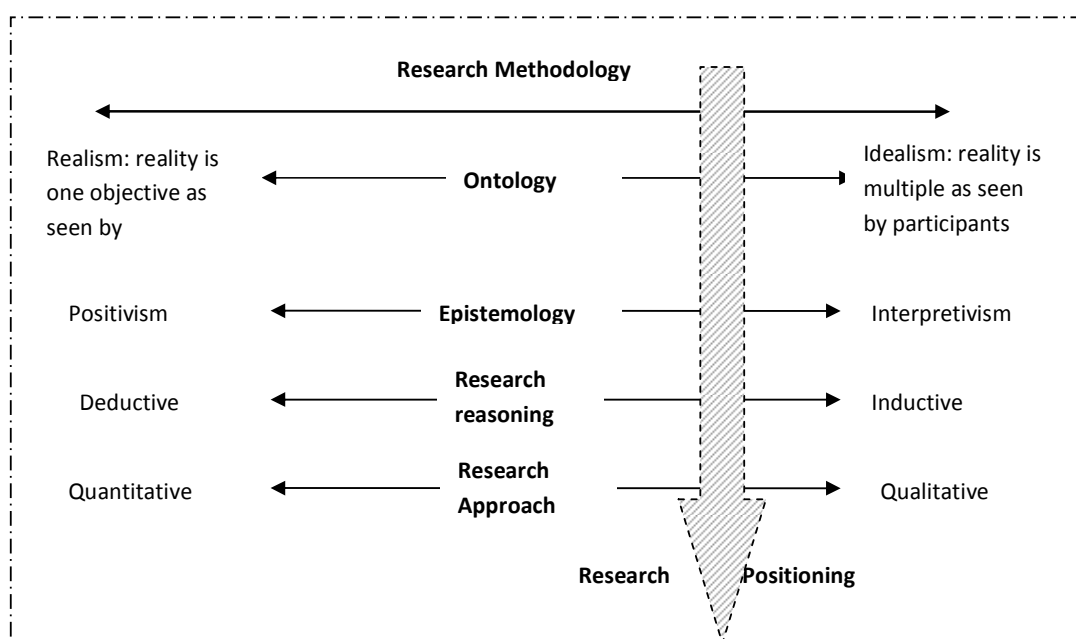 Research Methodology
Realism: reality is
one objective as
seen by
Ontology
Idealism: reality is
multiple as seen
by participants
Positivism
Epistemology
Interpretivism
Deductive
Research
reasoning
Inductive
Quantitative
Research
Approach
Qualitative
Research Positioning